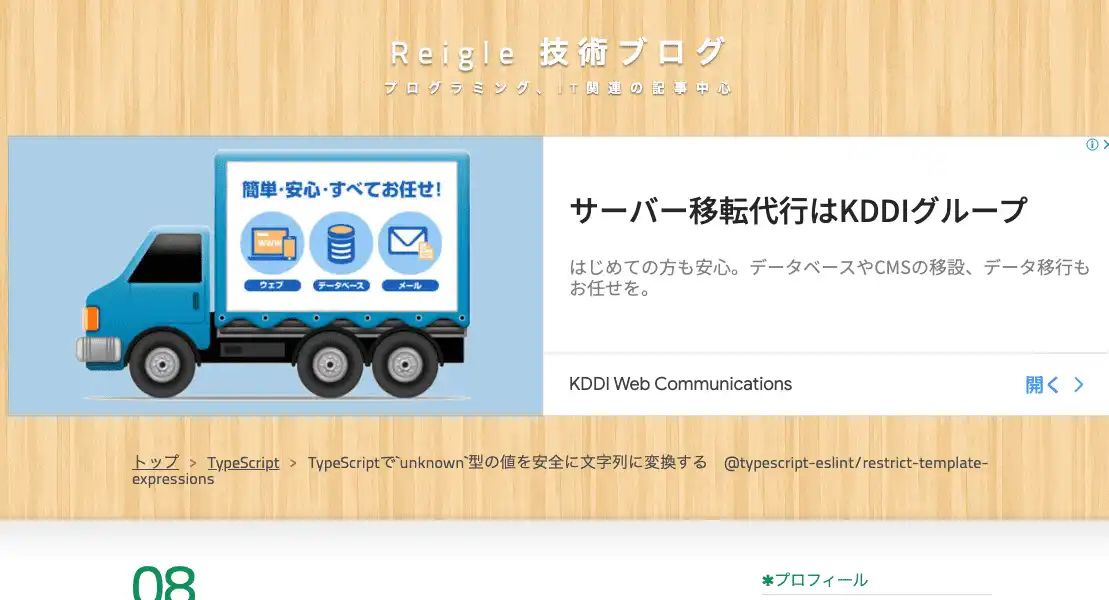 Reigle 技術ブログ
プログラミング、IT関連の記事中心
簡単・安心・すべてお任せ!
WWW
ウェブ
データベース
メール
サーバー移転代行はKDDIグループ
はじめての方も安心。データベースやCMSの移設、データ移行も
お任せを。
KDDI Web Communications
開く
トップ > TypeScript > TypeScriptで`unknown`型の値を安全に文字列に変換する @typescript-eslint/restrict-template-
expressions
08
✱プロフィール